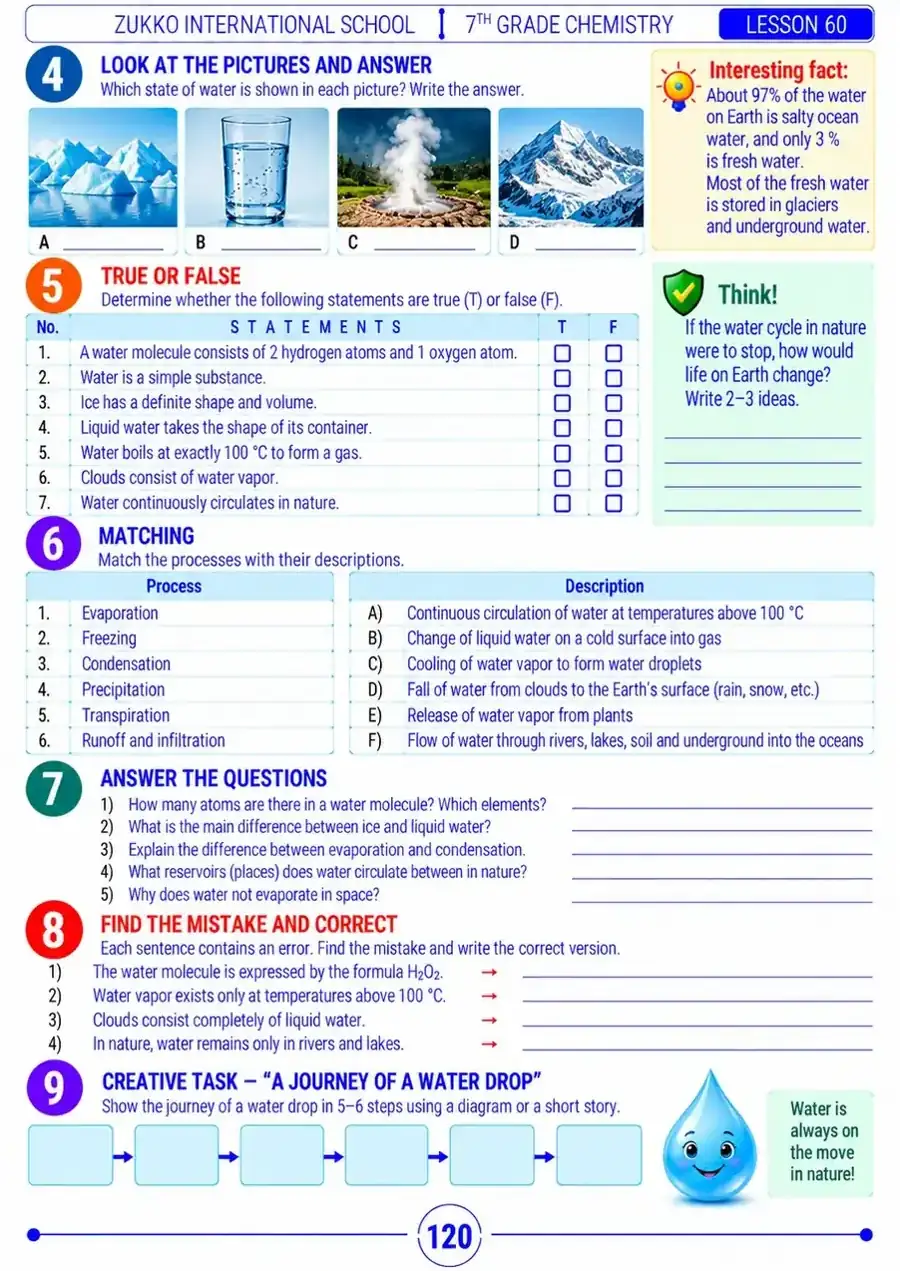 ZUKKO INTERNATIONAL SCHOOL 7TH GRADE CHEMISTRY LESSON 60
4 LOOK AT THE PICTURES AND ANSWER
Which state of water is shown in each picture? Write the answer.
A B C D
Interesting fact:
About 97% of the water
on Earth is salty ocean
water, and only 3 %
is fresh water.
Most of the fresh water
is stored in glaciers
and underground water.
5 TRUE OR FALSE
Determine whether the following statements are true (T) or false (F).
No. STATEMENTS T F
1. A water molecule consists of 2 hydrogen atoms and 1 oxygen atom.
2. Water is a simple substance.
3. Ice has a definite shape and volume.
4. Liquid water takes the shape of its container.
5. Water boils at exactly 100 °C to form a gas.
6. Clouds consist of water vapor.
7. Water continuously circulates in nature.
Think!
If the water cycle in nature
were to stop, how would
life on Earth change?
Write 2–3 ideas.
6 MATCHING
Match the processes with their descriptions.
Process Description
1. Evaporation A) Continuous circulation of water at temperatures above 100 °C
2. Freezing B) Change of liquid water on a cold surface into gas
3. Condensation C) Cooling of water vapor to form water droplets
4. Precipitation D) Fall of water from clouds to the Earth's surface (rain, snow, etc.)
5. Transpiration E) Release of water vapor from plants
6. Runoff and infiltration F) Flow of water through rivers, lakes, soil and underground into the oceans
7 ANSWER THE QUESTIONS
1) How many atoms are there in a water molecule? Which elements?
2) What is the main difference between ice and liquid water?
3) Explain the difference between evaporation and condensation.
4) What reservoirs (places) does water circulate between in nature?
5) Why does water not evaporate in space?
8 FIND THE MISTAKE AND CORRECT
Each sentence contains an error. Find the mistake and write the correct version.
1) The water molecule is expressed by the formula H₂O₂. →
2) Water vapor exists only at temperatures above 100 °C. →
3) Clouds consist completely of liquid water. →
4) In nature, water remains only in rivers and lakes. →
9 CREATIVE TASK – “A JOURNEY OF A WATER DROP”
Show the journey of a water drop in 5–6 steps using a diagram or a short story.
Water is
always on
the move
in nature!
120